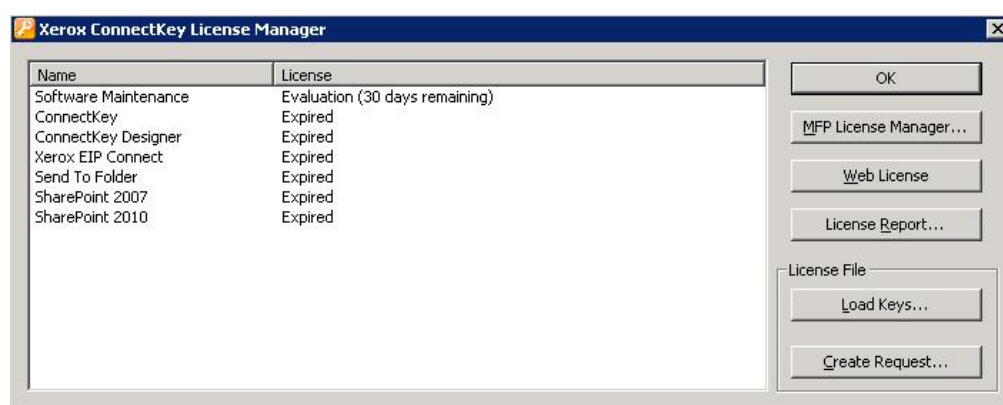 Xerox ConnectKey License Manager
Name License
Software Maintenance Evaluation (30 days remaining)
ConnectKey Expired
ConnectKey Designer Expired
Xerox EIP Connect Expired
Send To Folder Expired
SharePoint 2007 Expired
SharePoint 2010 Expired
OK
MFP License Manager...
Web License
License Report...
License File
Load Keys...
Create Request...